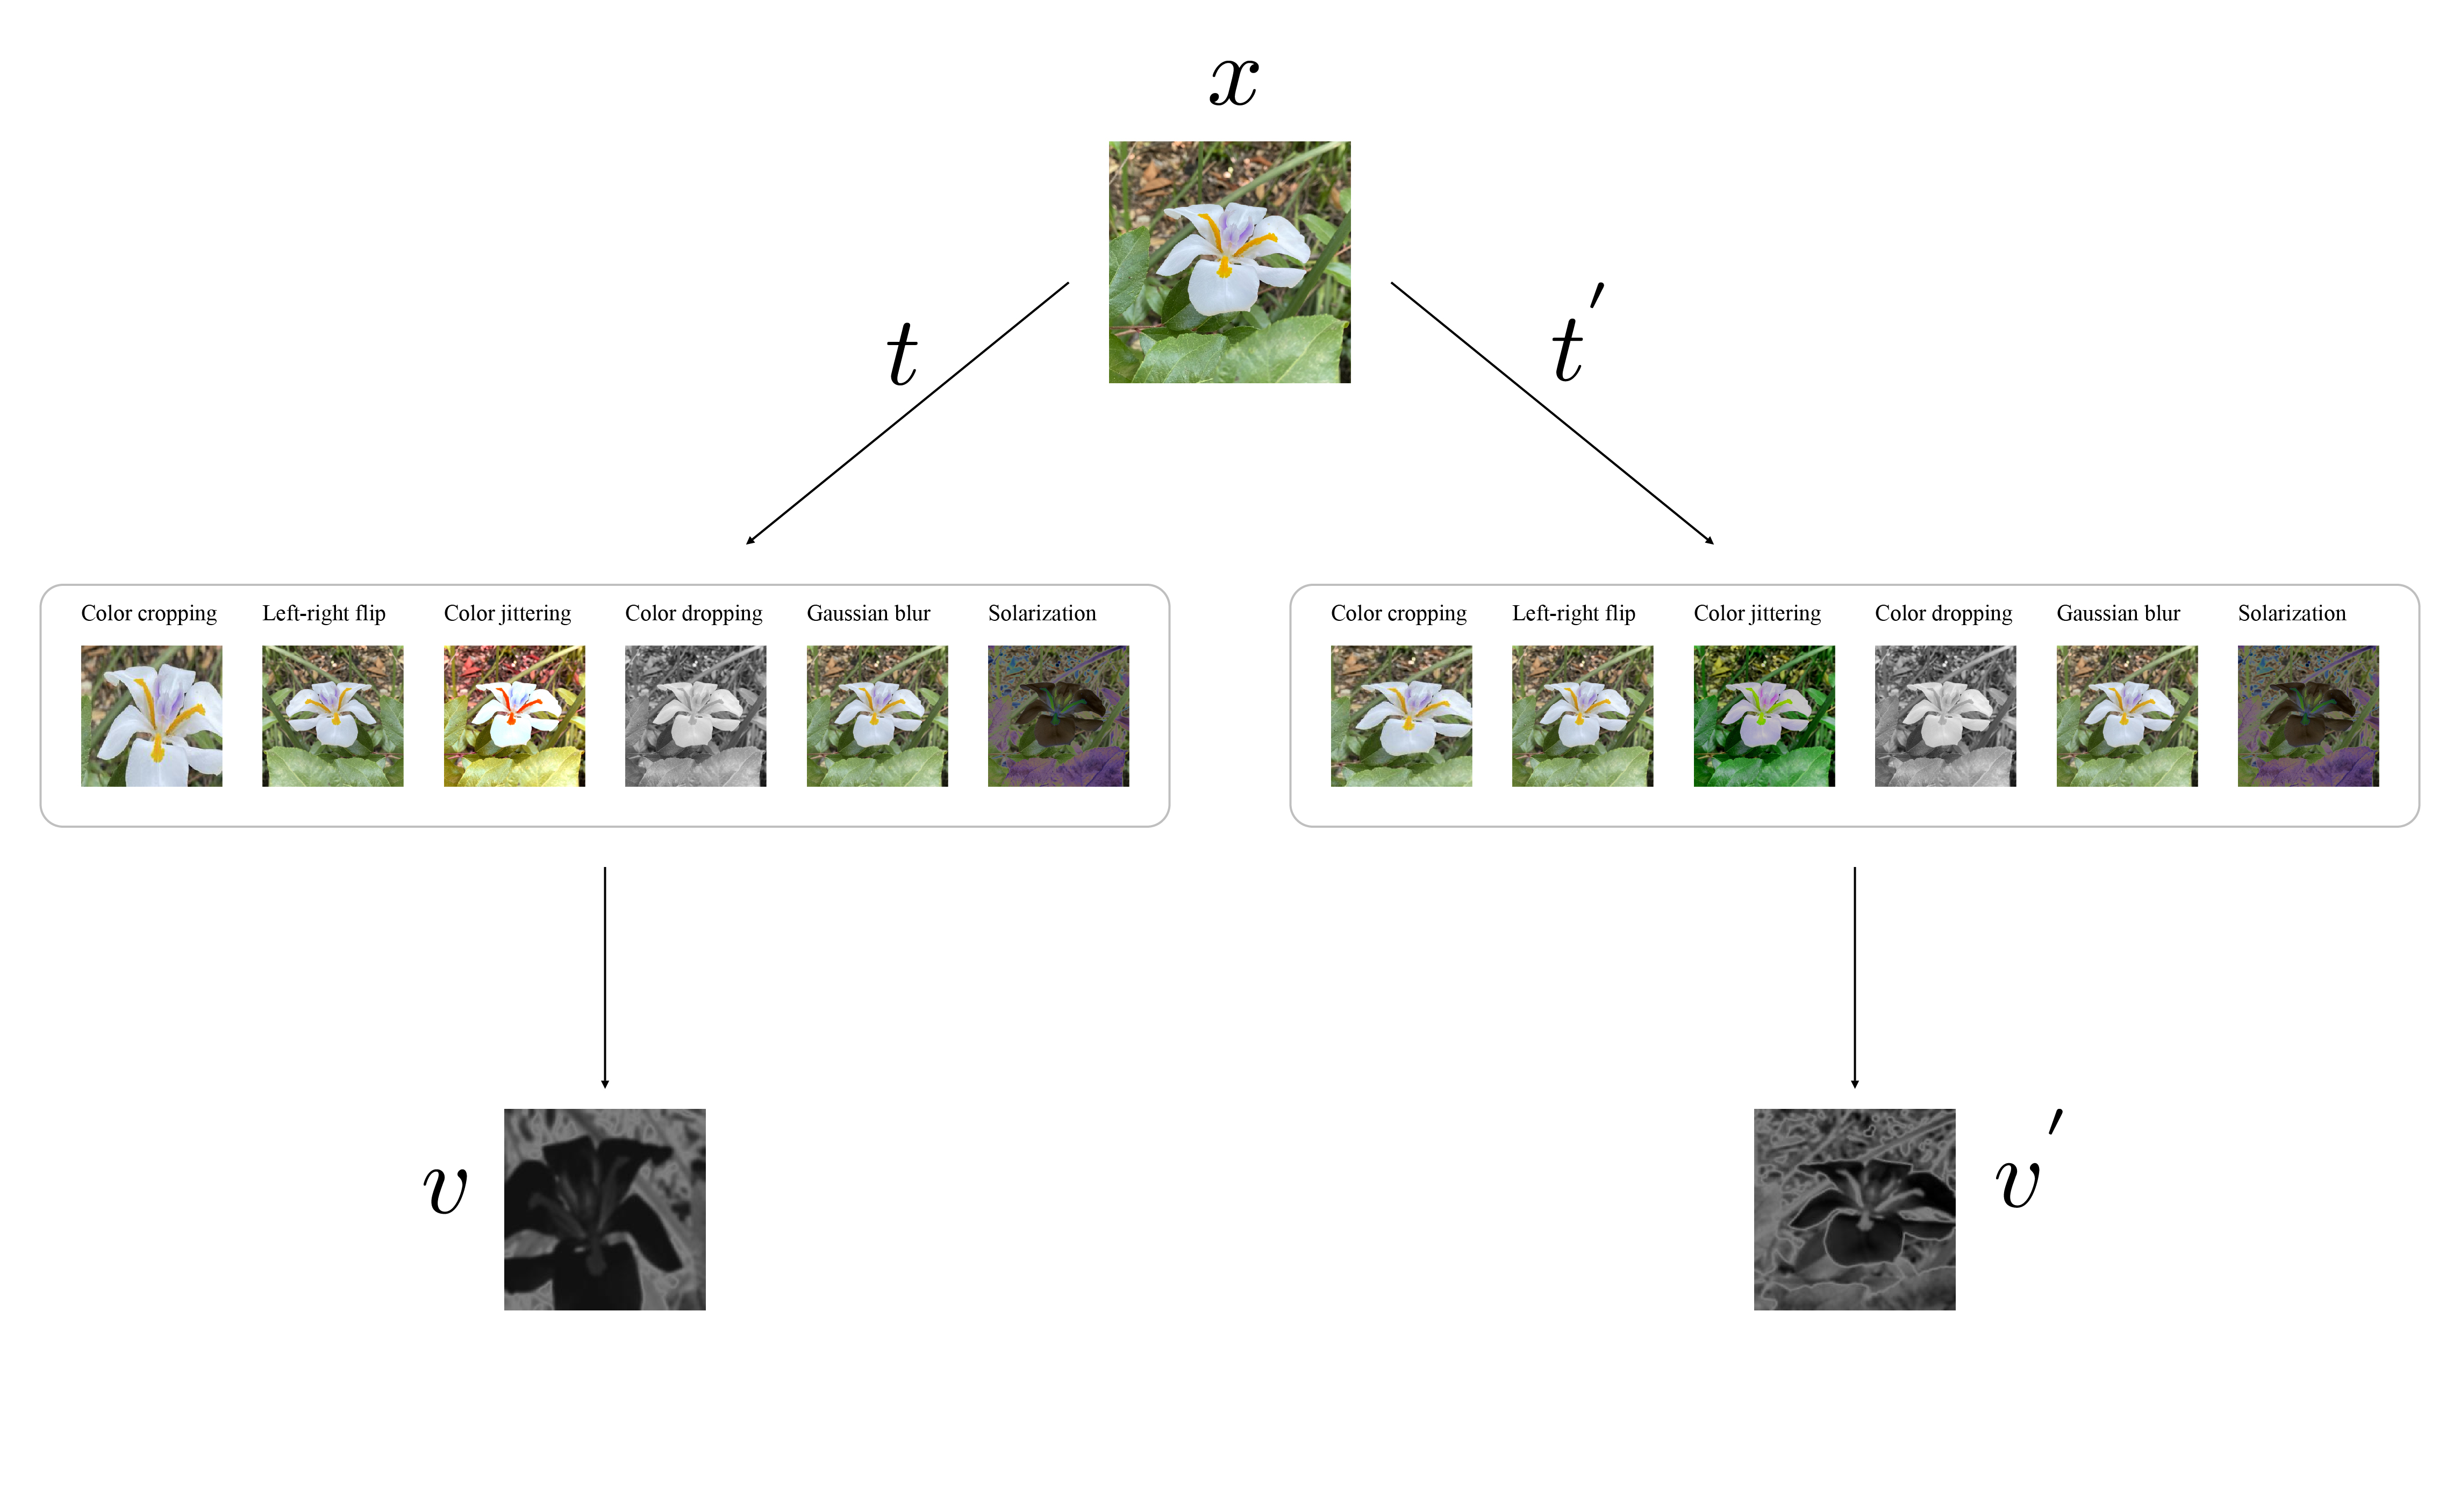 x
t
t′
Color cropping Left-right flip Color jittering Color dropping Gaussian blur Solarization
Color cropping Left-right flip Color jittering Color dropping Gaussian blur Solarization
v
v′